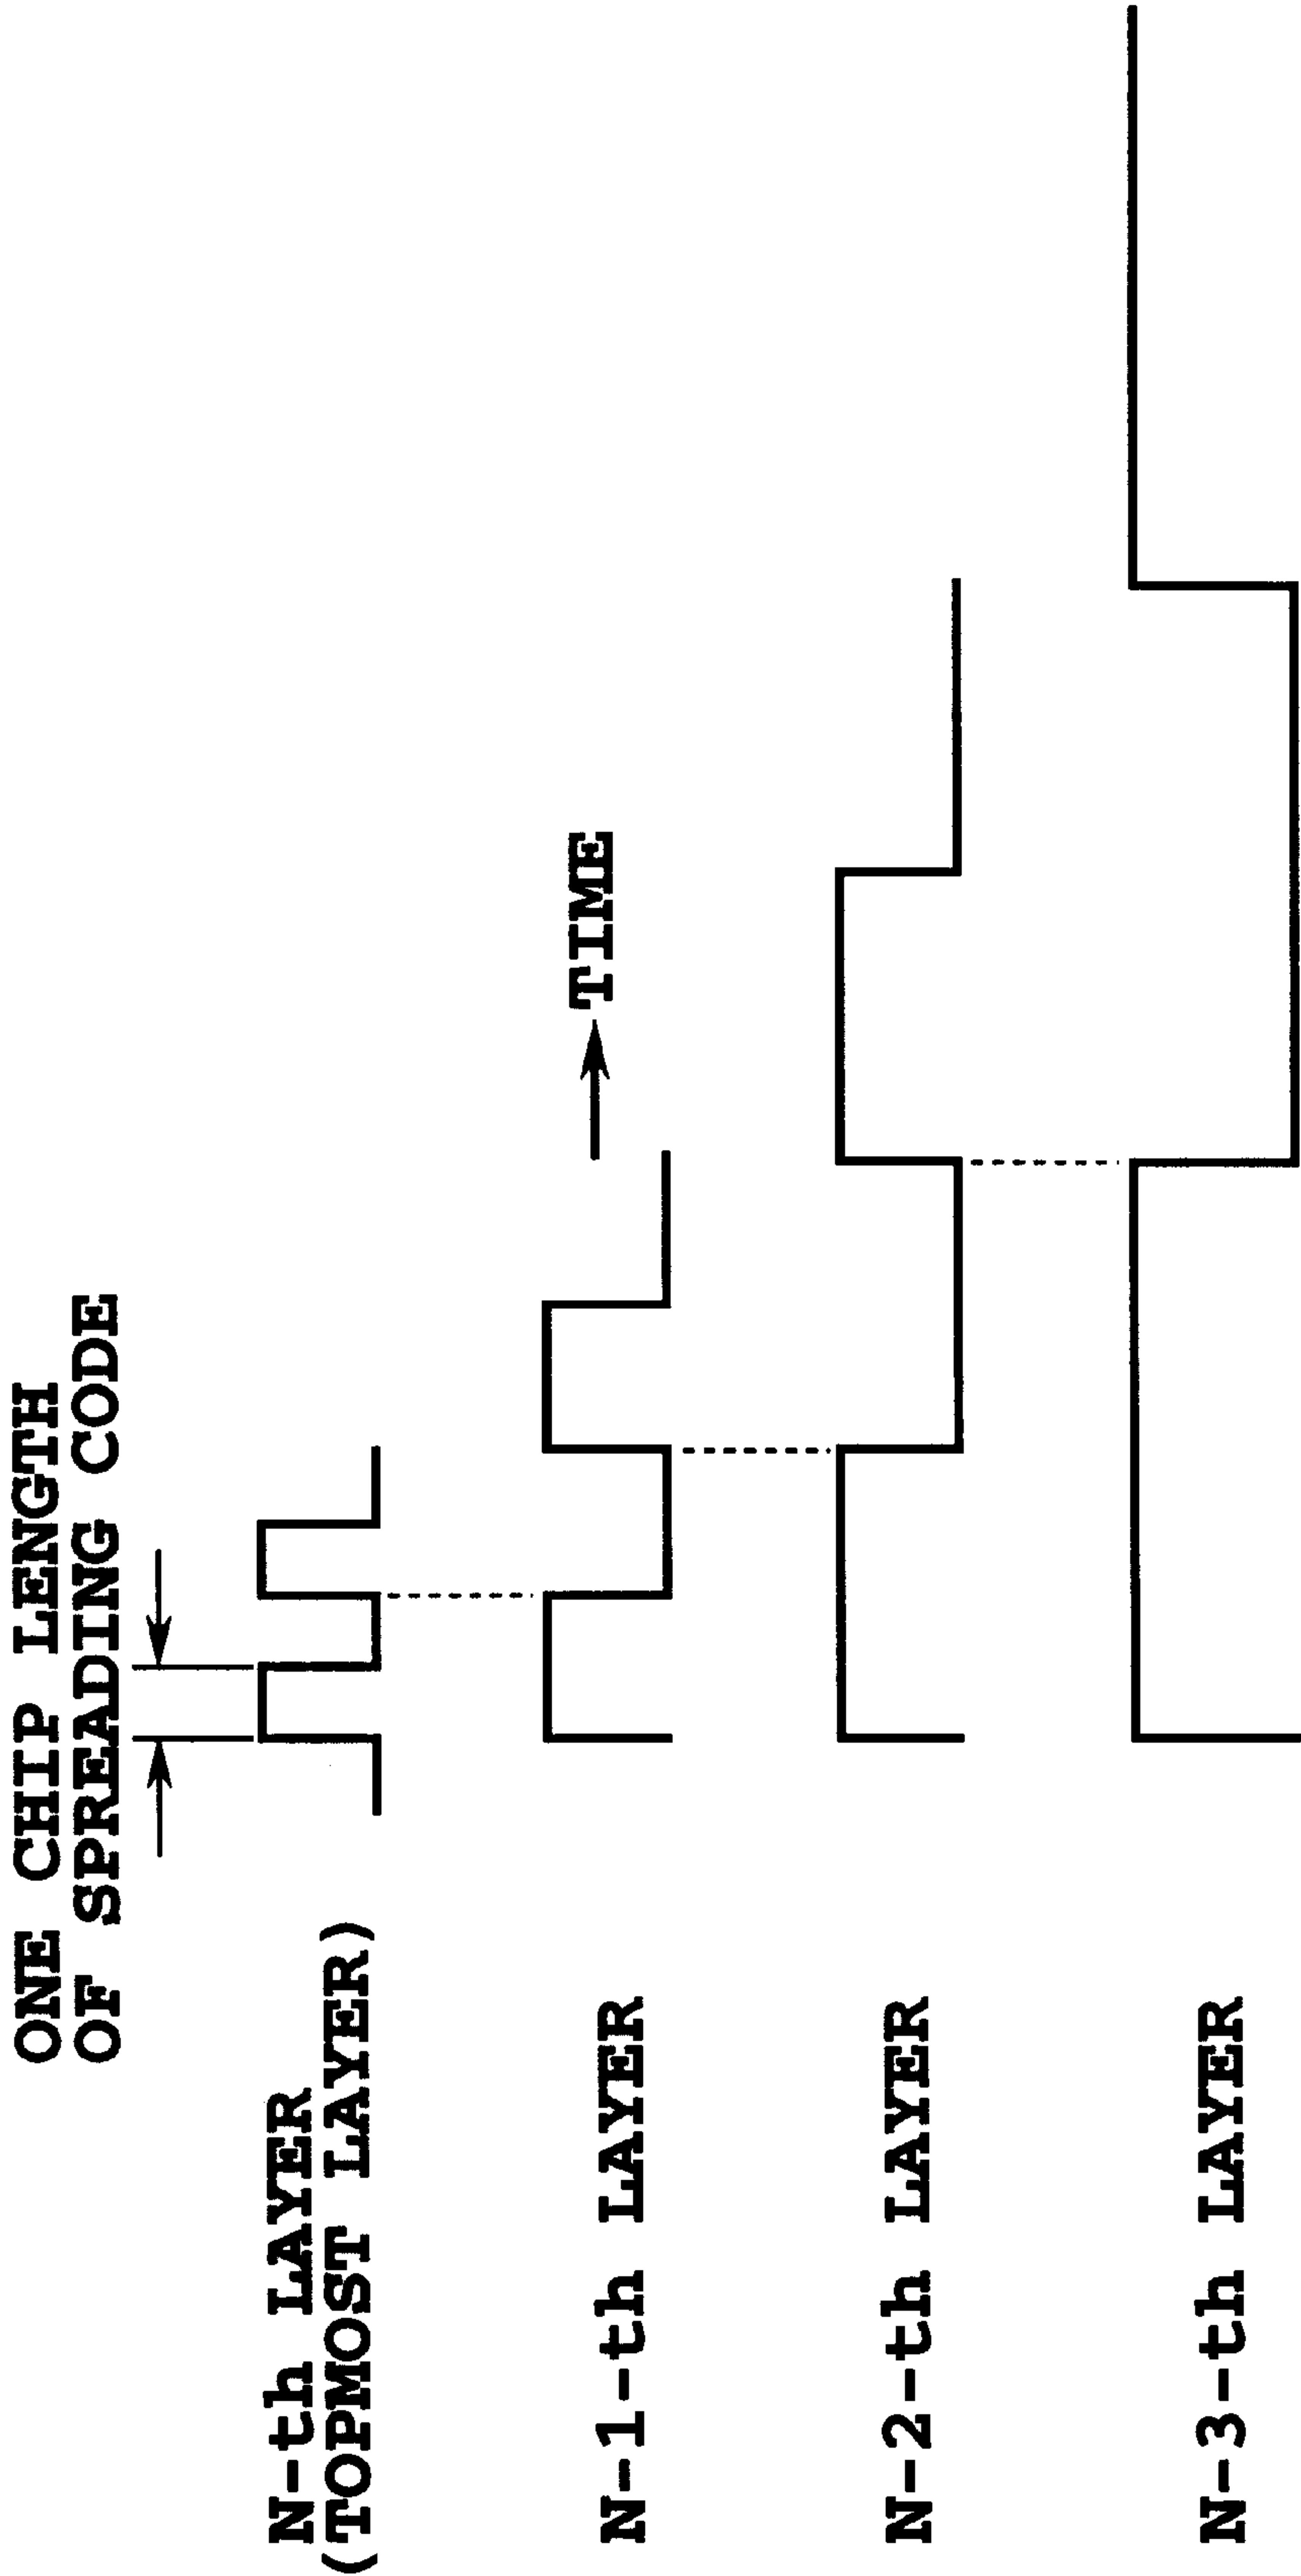 ONE CHIP LENGTH
OF SPREADING CODE
N-th LAYER
(TOPMOST LAYER)
N-1-th LAYER
TIME
N-2-th LAYER
N-3-th LAYER